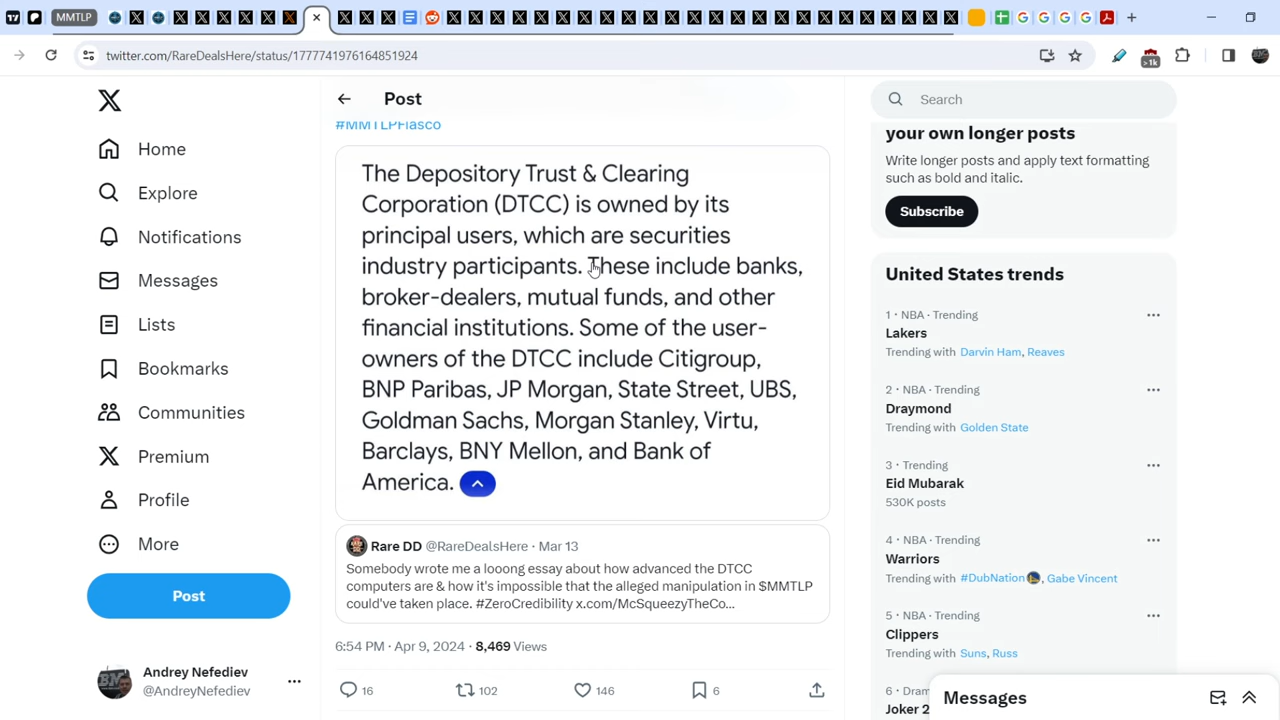 MMTLP
twitter.com/RareDealsHere/status/1777741976164851924
>1k
Home
Explore
Notifications
Messages
Lists
Bookmarks
Communities
Premium
Profile
More
Post
Andrey Nefediev
@AndreyNefediev
Post
#MMTLPFiasco
The Depository Trust & Clearing
Corporation (DTCC) is owned by its
principal users, which are securities
industry participants. These include banks,
broker-dealers, mutual funds, and other
financial institutions. Some of the user-
owners of the DTCC include Citigroup,
BNP Paribas, JP Morgan, State Street, UBS,
Goldman Sachs, Morgan Stanley, Virtu,
Barclays, BNY Mellon, and Bank of
America.
Rare DD @RareDealsHere · Mar 13
Somebody wrote me a looong essay about how advanced the DTCC
computers are & how it's impossible that the alleged manipulation in $MMTLP
could've taken place. #ZeroCredibility x.com/McSqueezyTheCo...
6:54 PM · Apr 9, 2024 · 8,469 Views
16 102 146 6
Search
your own longer posts
Write longer posts and apply text formatting
such as bold and italic.
Subscribe
United States trends
1 · NBA · Trending
Lakers
Trending with Darvin Ham, Reaves
2 · NBA · Trending
Draymond
Trending with Golden State
3 · Trending
Eid Mubarak
530K posts
4 · NBA · Trending
Warriors
Trending with #DubNation, Gabe Vincent
5 · NBA · Trending
Clippers
Trending with Suns, Russ
6 · Dram
Joker 2
Messages